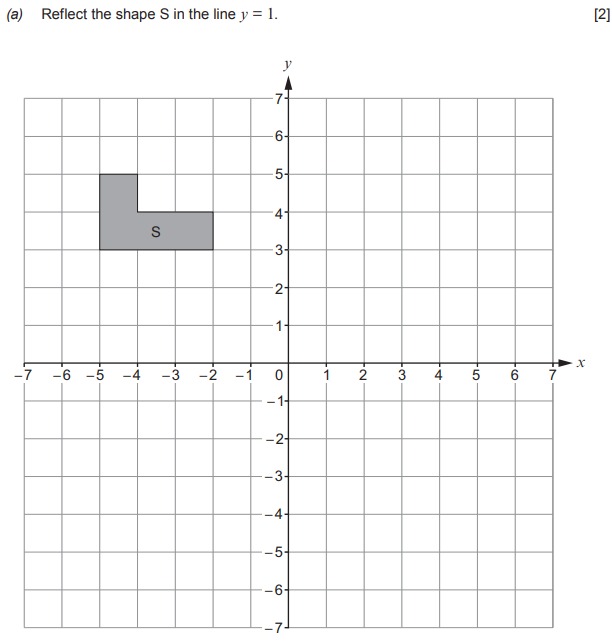 (a) Reflect the shape S in the line y = 1. [2]
y
7
6
5
4
S
3
2
1
x
–7 –6 –5 –4 –3 –2 –1 0 1 2 3 4 5 6 7
–1
–2
–3
–4
–5
–6
–7